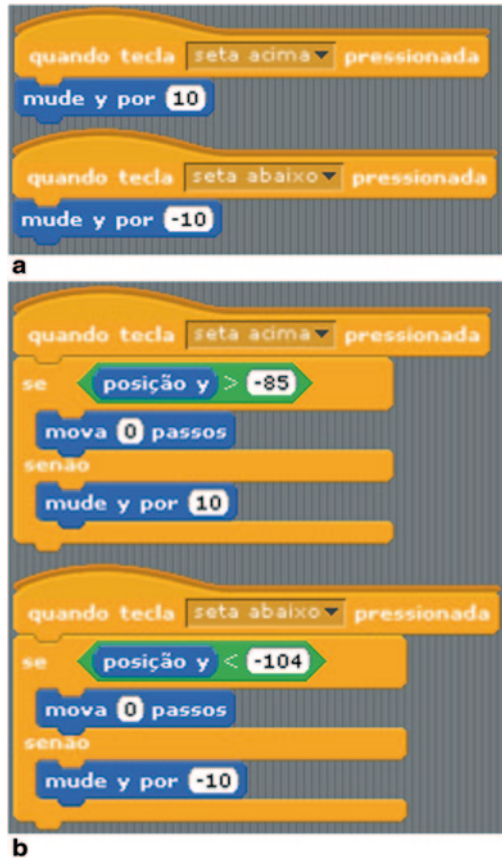 quando tecla seta acima pressionada
mude y por 10
quando tecla seta abaixo pressionada
mude y por -10
a
quando tecla seta acima pressionada
se posição y > -85
mova 0 passos
senão
mude y por 10
quando tecla seta abaixo pressionada
se posição y < -104
mova 0 passos
senão
mude y por -10
b